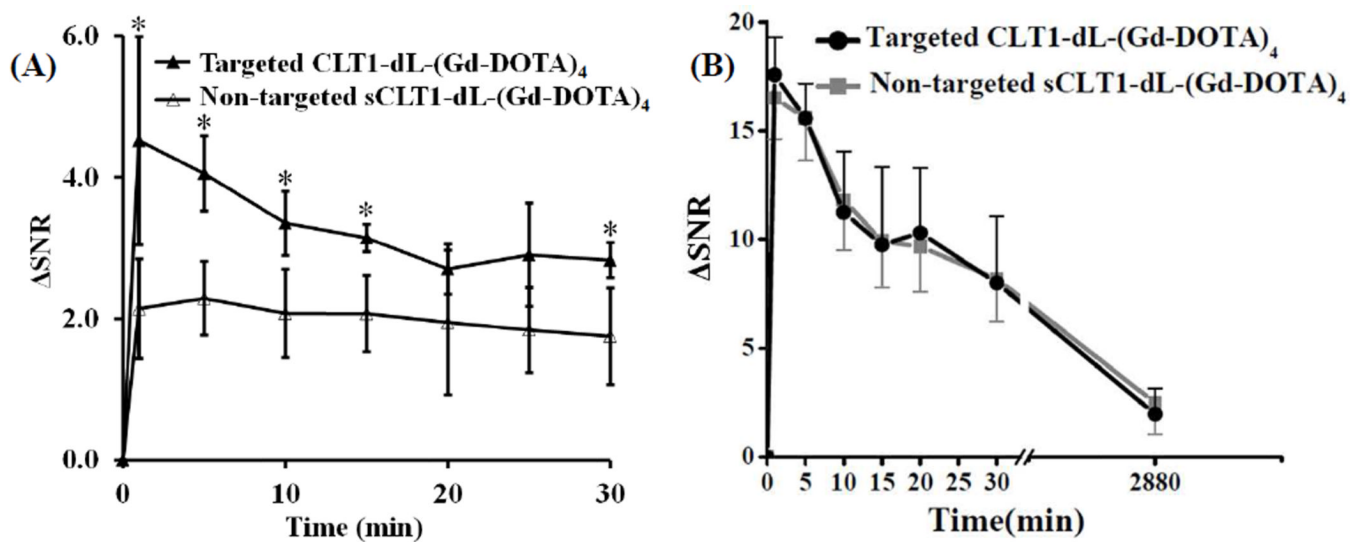 (A)
ΔSNR
6.0
4.0
2.0
0.0
* * * * *
Targeted CLT1-dL-(Gd-DOTA)4
Non-targeted sCLT1-dL-(Gd-DOTA)4
0 10 20 30
Time (min)
(B)
ΔSNR
20
15
10
5
0
Targeted CLT1-dL-(Gd-DOTA)4
Non-targeted sCLT1-dL-(Gd-DOTA)4
0 5 10 15 20 25 30 // 2880
Time(min)